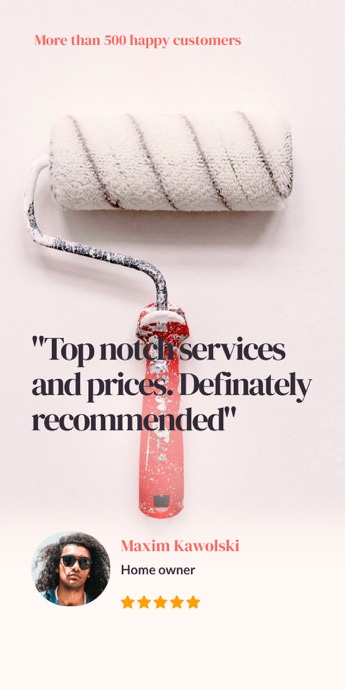 More than 500 happy customers
"Top notch services
and prices. Definately
recommended"
Maxim Kawolski
Home owner